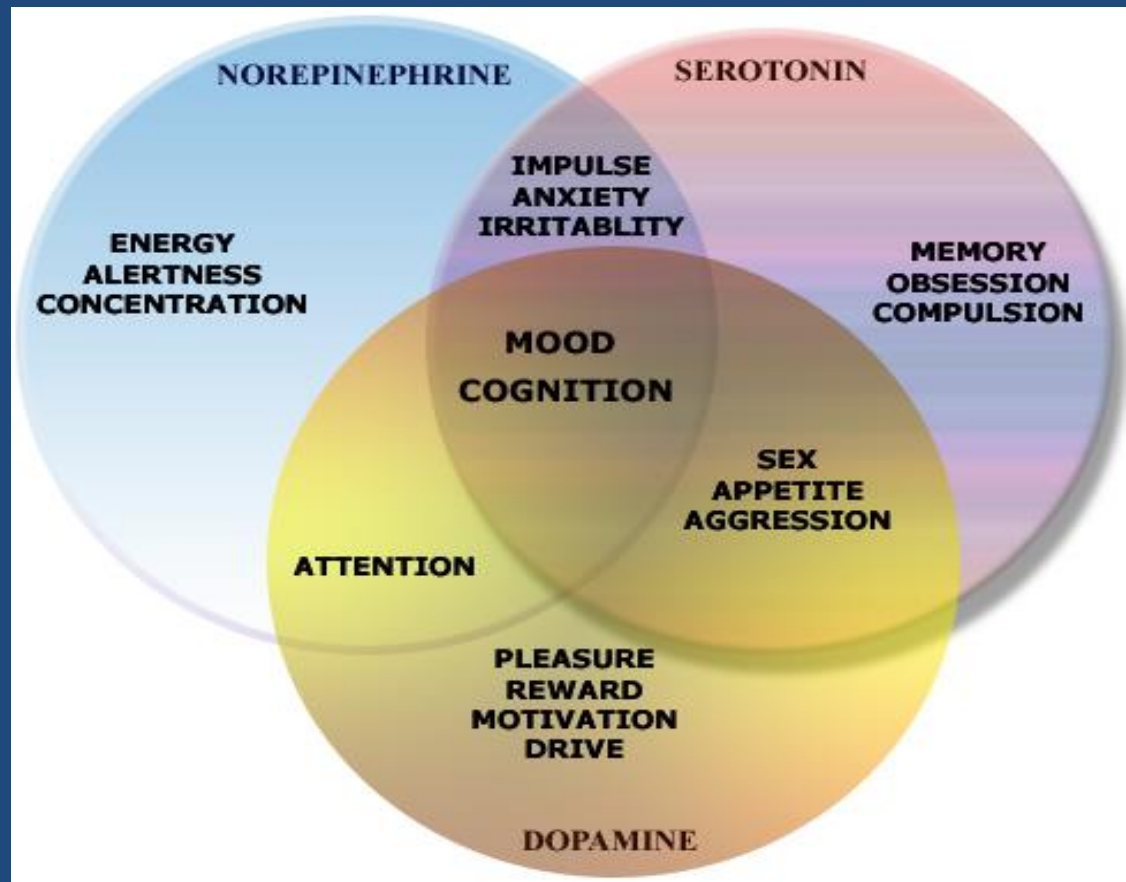 NOREPINEPHRINE
SEROTONIN
IMPULSE
ANXIETY
IRRITABLITY
ENERGY
ALERTNESS
CONCENTRATION
MEMORY
OBSESSION
COMPULSION
MOOD
COGNITION
SEX
APPETITE
AGGRESSION
ATTENTION
PLEASURE
REWARD
MOTIVATION
DRIVE
DOPAMINE